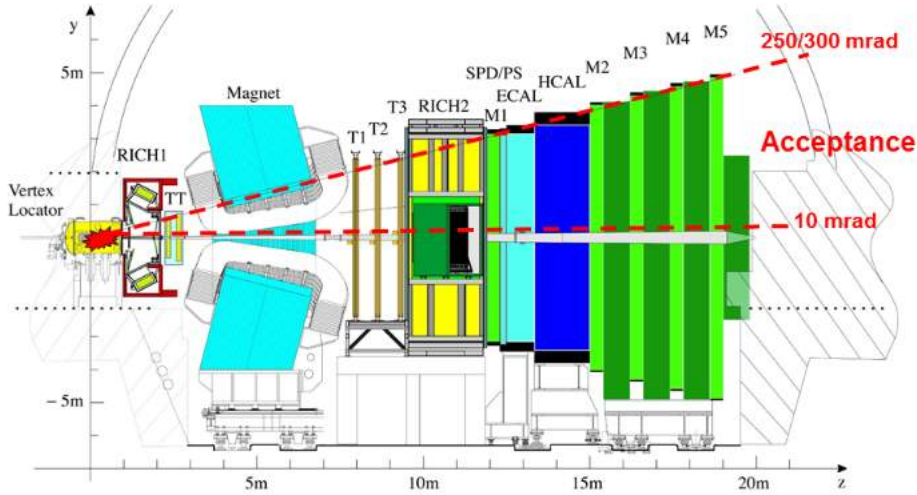 y
5m
− 5m
Vertex
Locator
RICH1
TT
Magnet
T1
T2
T3
RICH2
M1
SPD/PS
ECAL
HCAL
M2
M3
M4
M5
250/300 mrad
Acceptance
10 mrad
5m
10m
15m
20m
z